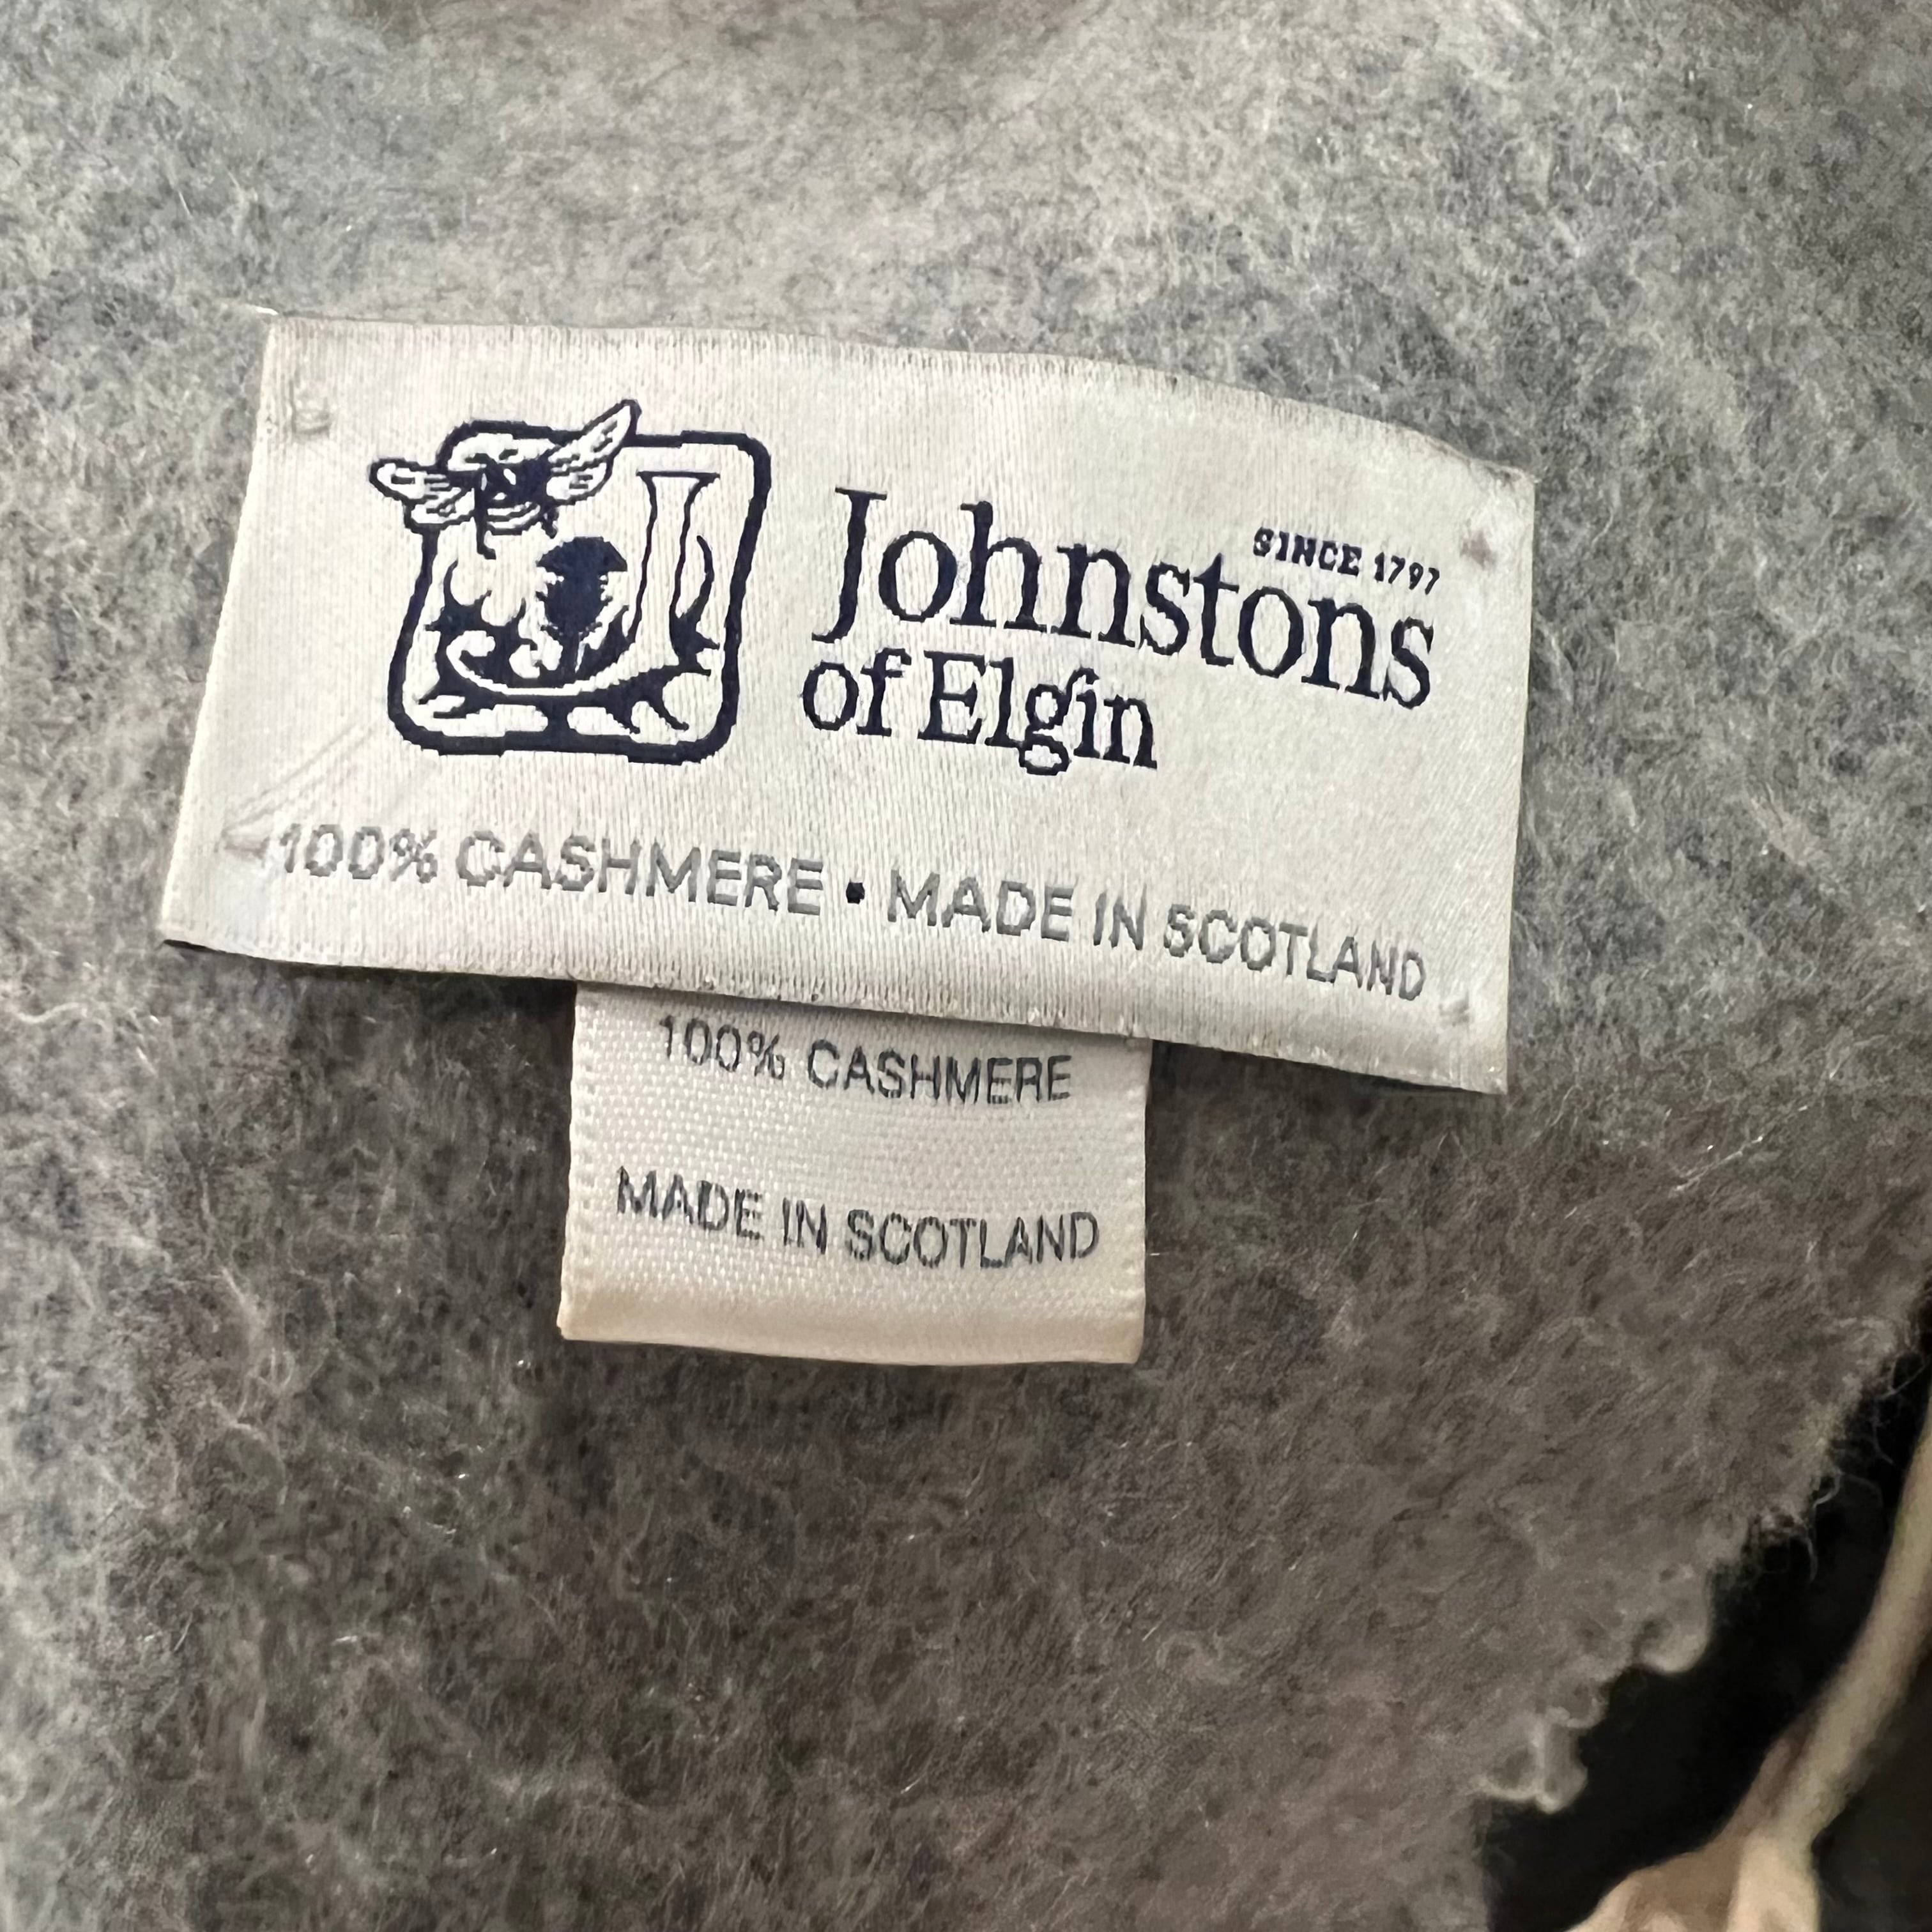 SINCE 1797
Johnstons
of Elgin
100% CASHMERE • MADE IN SCOTLAND
100% CASHMERE
MADE IN SCOTLAND